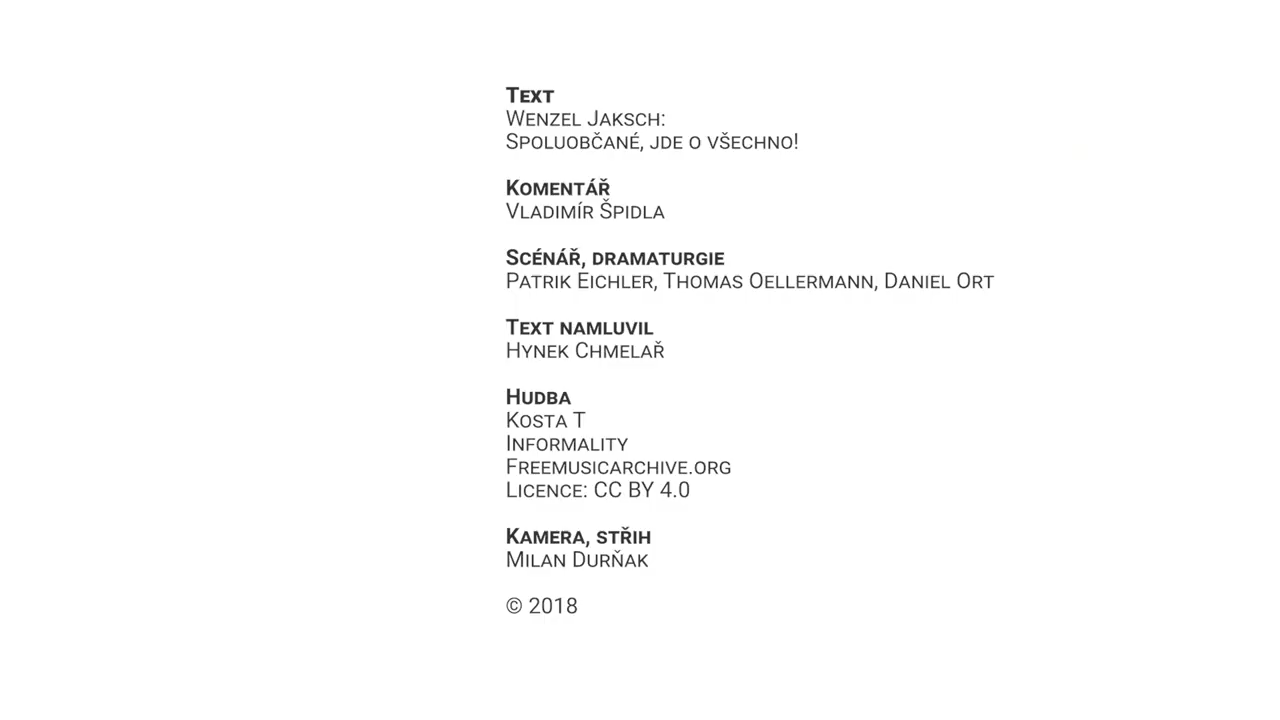 Text
Wenzel Jaksch:
Spoluobčané, jde o všechno!
Komentář
Vladimír Špidla
Scénář, dramaturgie
Patrik Eichler, Thomas Oellermann, Daniel Ort
Text namluvil
Hynek Chmelař
Hudba
Kosta T
Informality
Freemusicarchive.org
Licence: CC BY 4.0
Kamera, střih
Milan Durňak
© 2018